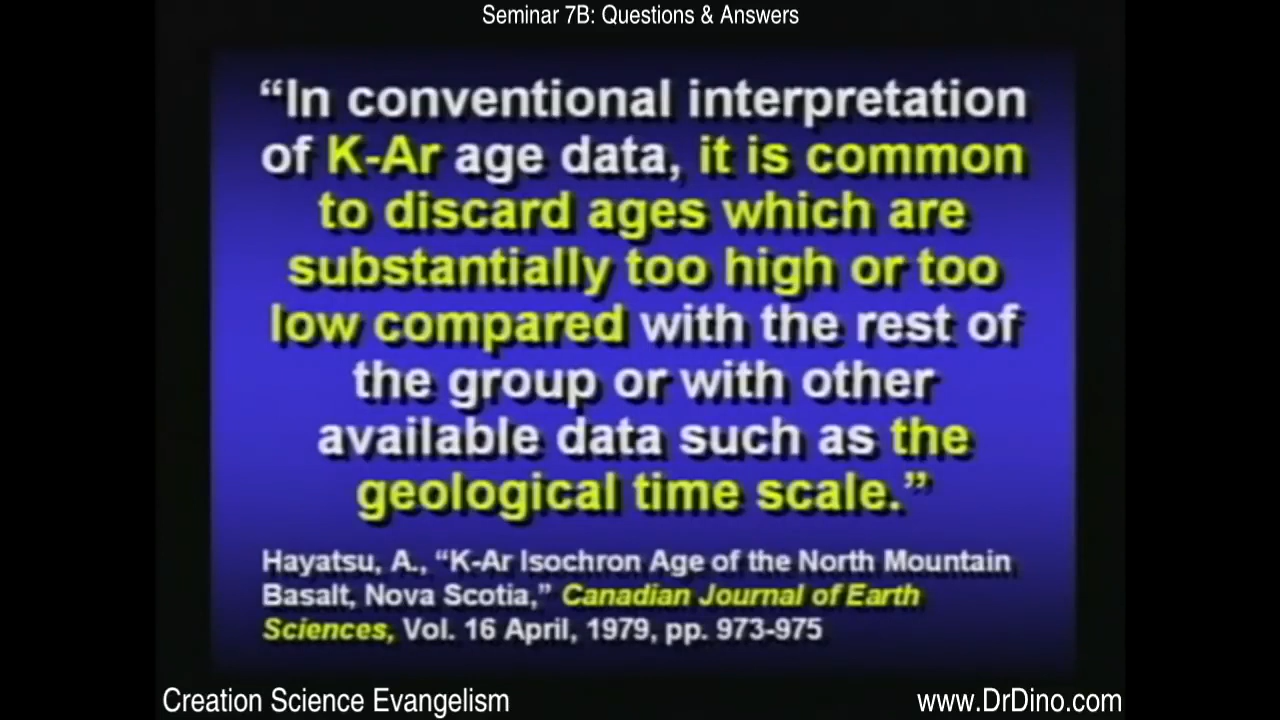 Seminar 7B: Questions & Answers
“In conventional interpretation
of K-Ar age data, it is common
to discard ages which are
substantially too high or too
low compared with the rest of
the group or with other
available data such as the
geological time scale.”
Hayatsu, A., “K-Ar Isochron Age of the North Mountain
Basalt, Nova Scotia,” Canadian Journal of Earth
Sciences, Vol. 16 April, 1979, pp. 973-975
Creation Science Evangelism
www.DrDino.com